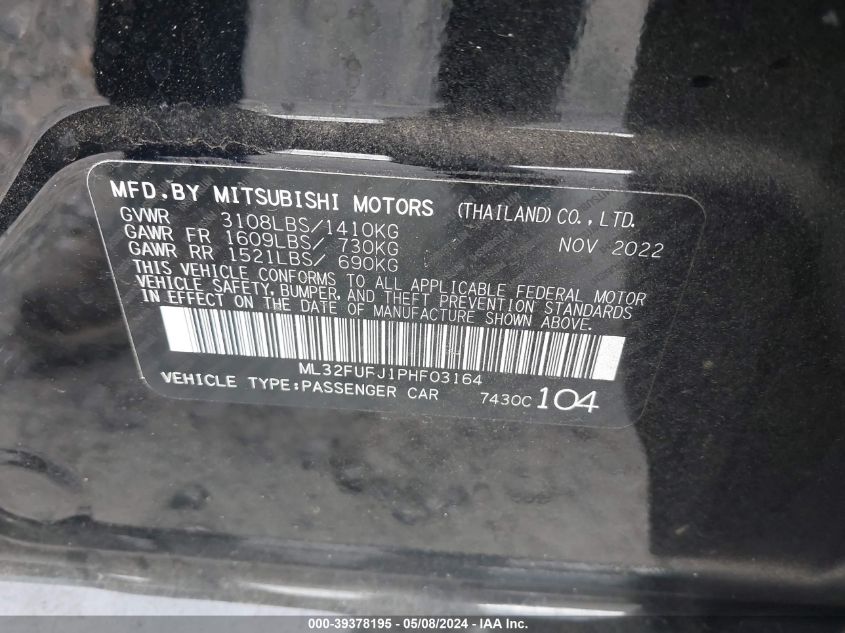 MFD.BY MITSUBISHI MOTORS (THAILAND) CO., LTD.
GVWR 3108LBS/1410KG NOV 2022
GAWR FR 1609LBS/ 730KG
GAWR RR 1521LBS/ 690KG
THIS VEHICLE CONFORMS TO ALL APPLICABLE FEDERAL MOTOR
VEHICLE SAFETY, BUMPER, AND THEFT PREVENTION STANDARDS
IN EFFECT ON THE DATE OF MANUFACTURE SHOWN ABOVE.
ML32FUFJ1PHF03164
VEHICLE TYPE:PASSENGER CAR 7430C 104
000-39378195 - 05/08/2024 - IAA Inc.